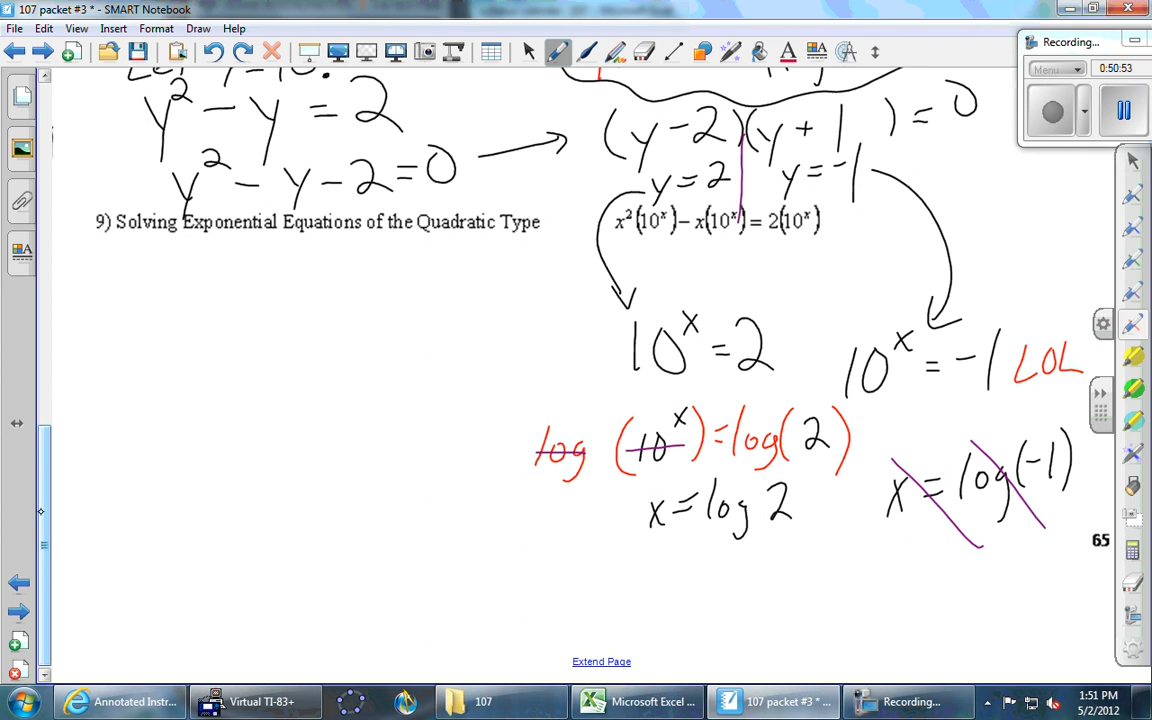 107 packet #3 * - SMART Notebook
File Edit View Insert Format Draw Help
Recording...
Menu
0:50:53
y² - y = 2
y² - y - 2 = 0
(y - 2)(y + 1) = 0
y = 2 y = -1
9) Solving Exponential Equations of the Quadratic Type x²(10ˣ) - x(10ˣ) = 2(10ˣ)
10ˣ = 2
10ˣ = -1 LOL
log (10ˣ) = log(2)
x = log 2
x = log(-1)
65
Extend Page
Annotated Instr...
Virtual TI-83+
107
Microsoft Excel ...
107 packet #3 * ...
Recording...
1:51 PM
5/2/2012